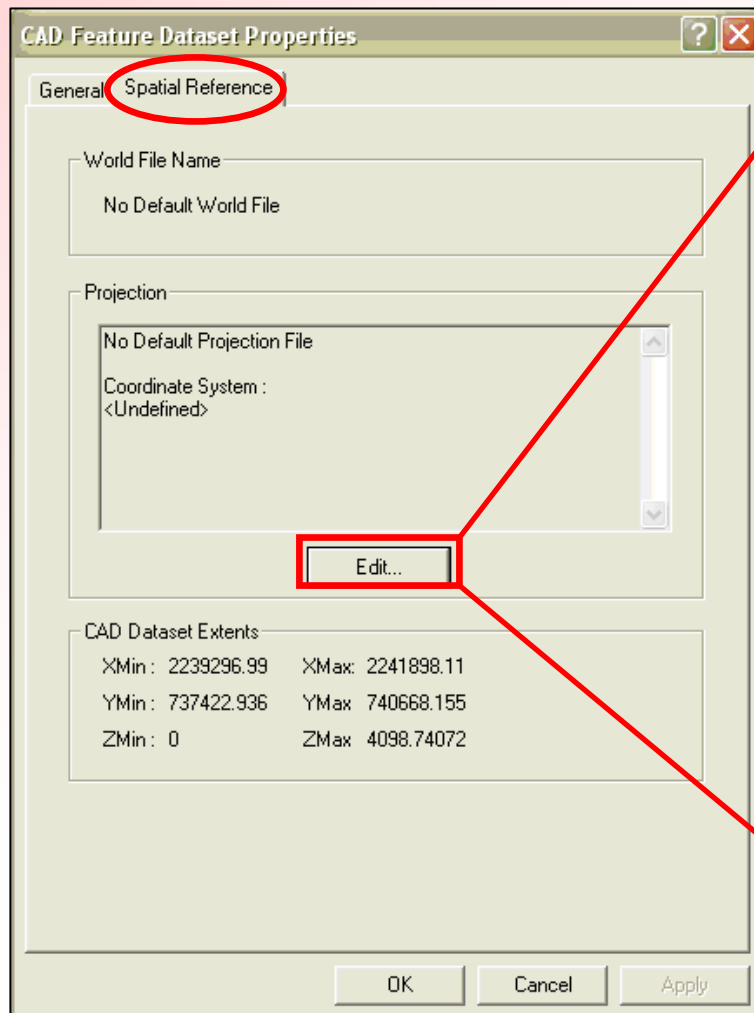 CAD Feature Dataset Properties
General Spatial Reference
World File Name
No Default World File
Projection
No Default Projection File
Coordinate System :
<Undefined>
Edit...
CAD Dataset Extents
XMin : 2239296.99 XMax: 2241898.11
YMin : 737422.936 YMax 740668.155
ZMin : 0 ZMax 4098.74072
OK Cancel Apply